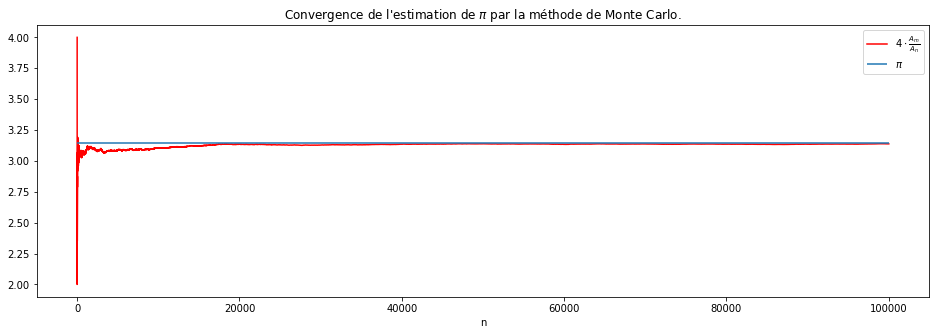 Convergence de l'estimation de π par la méthode de Monte Carlo.
4 · A_m/A_n
π
4.00
3.75
3.50
3.25
3.00
2.75
2.50
2.25
2.00
0 20000 40000 60000 80000 100000
n